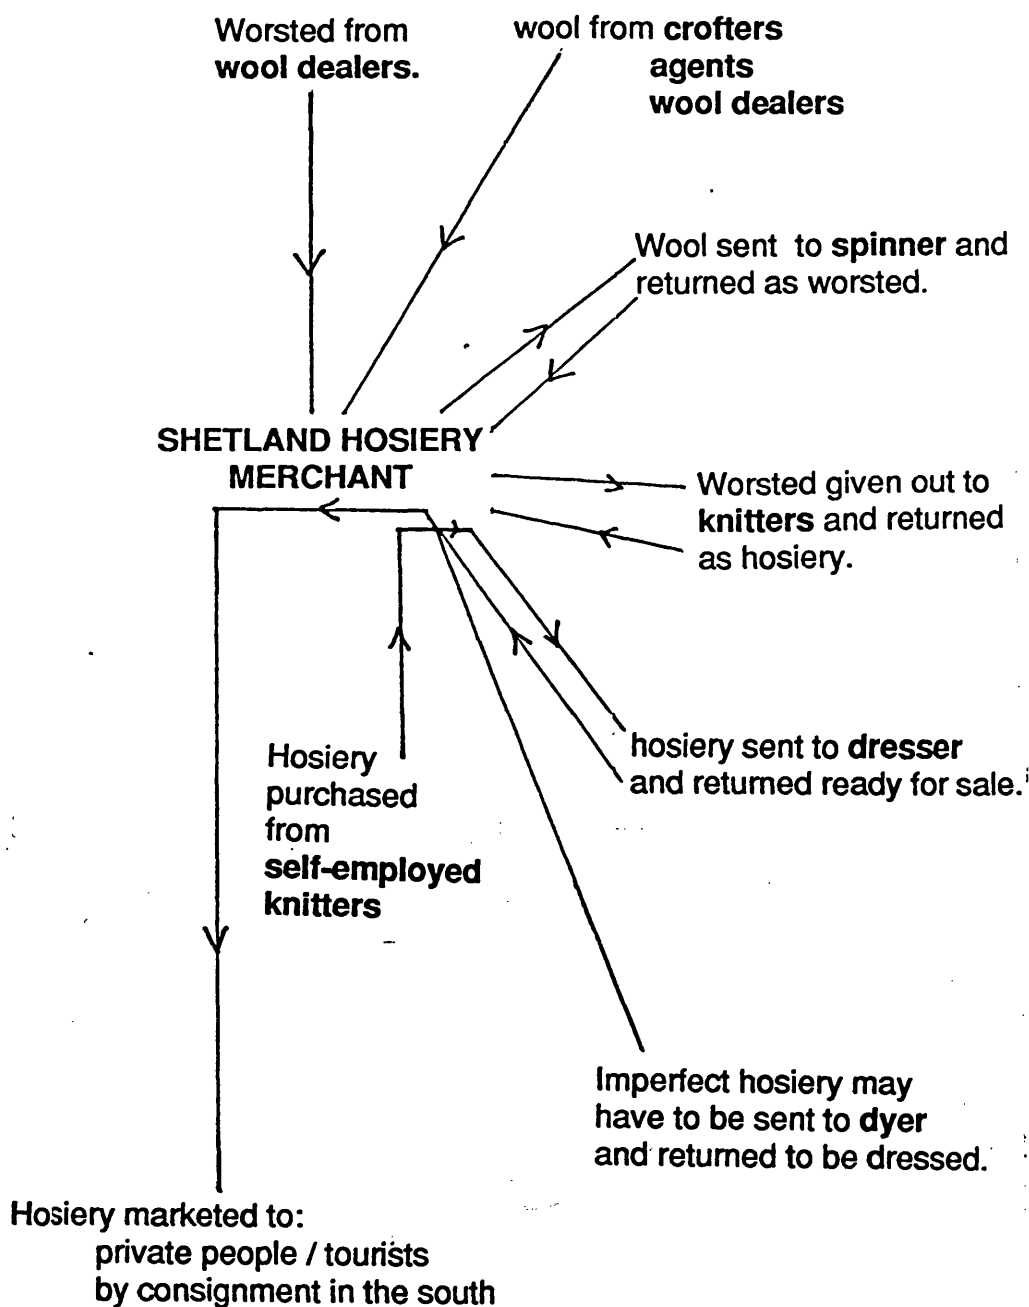 Worsted from
wool dealers.
wool from crofters
agents
wool dealers
Wool sent to spinner and
returned as worsted.
SHETLAND HOSIERY
MERCHANT
Worsted given out to
knitters and returned
as hosiery.
Hosiery
purchased
from
self-employed
knitters
hosiery sent to dresser
and returned ready for sale.
Imperfect hosiery may
have to be sent to dyer
and returned to be dressed.
Hosiery marketed to:
private people / tourists
by consignment in the south